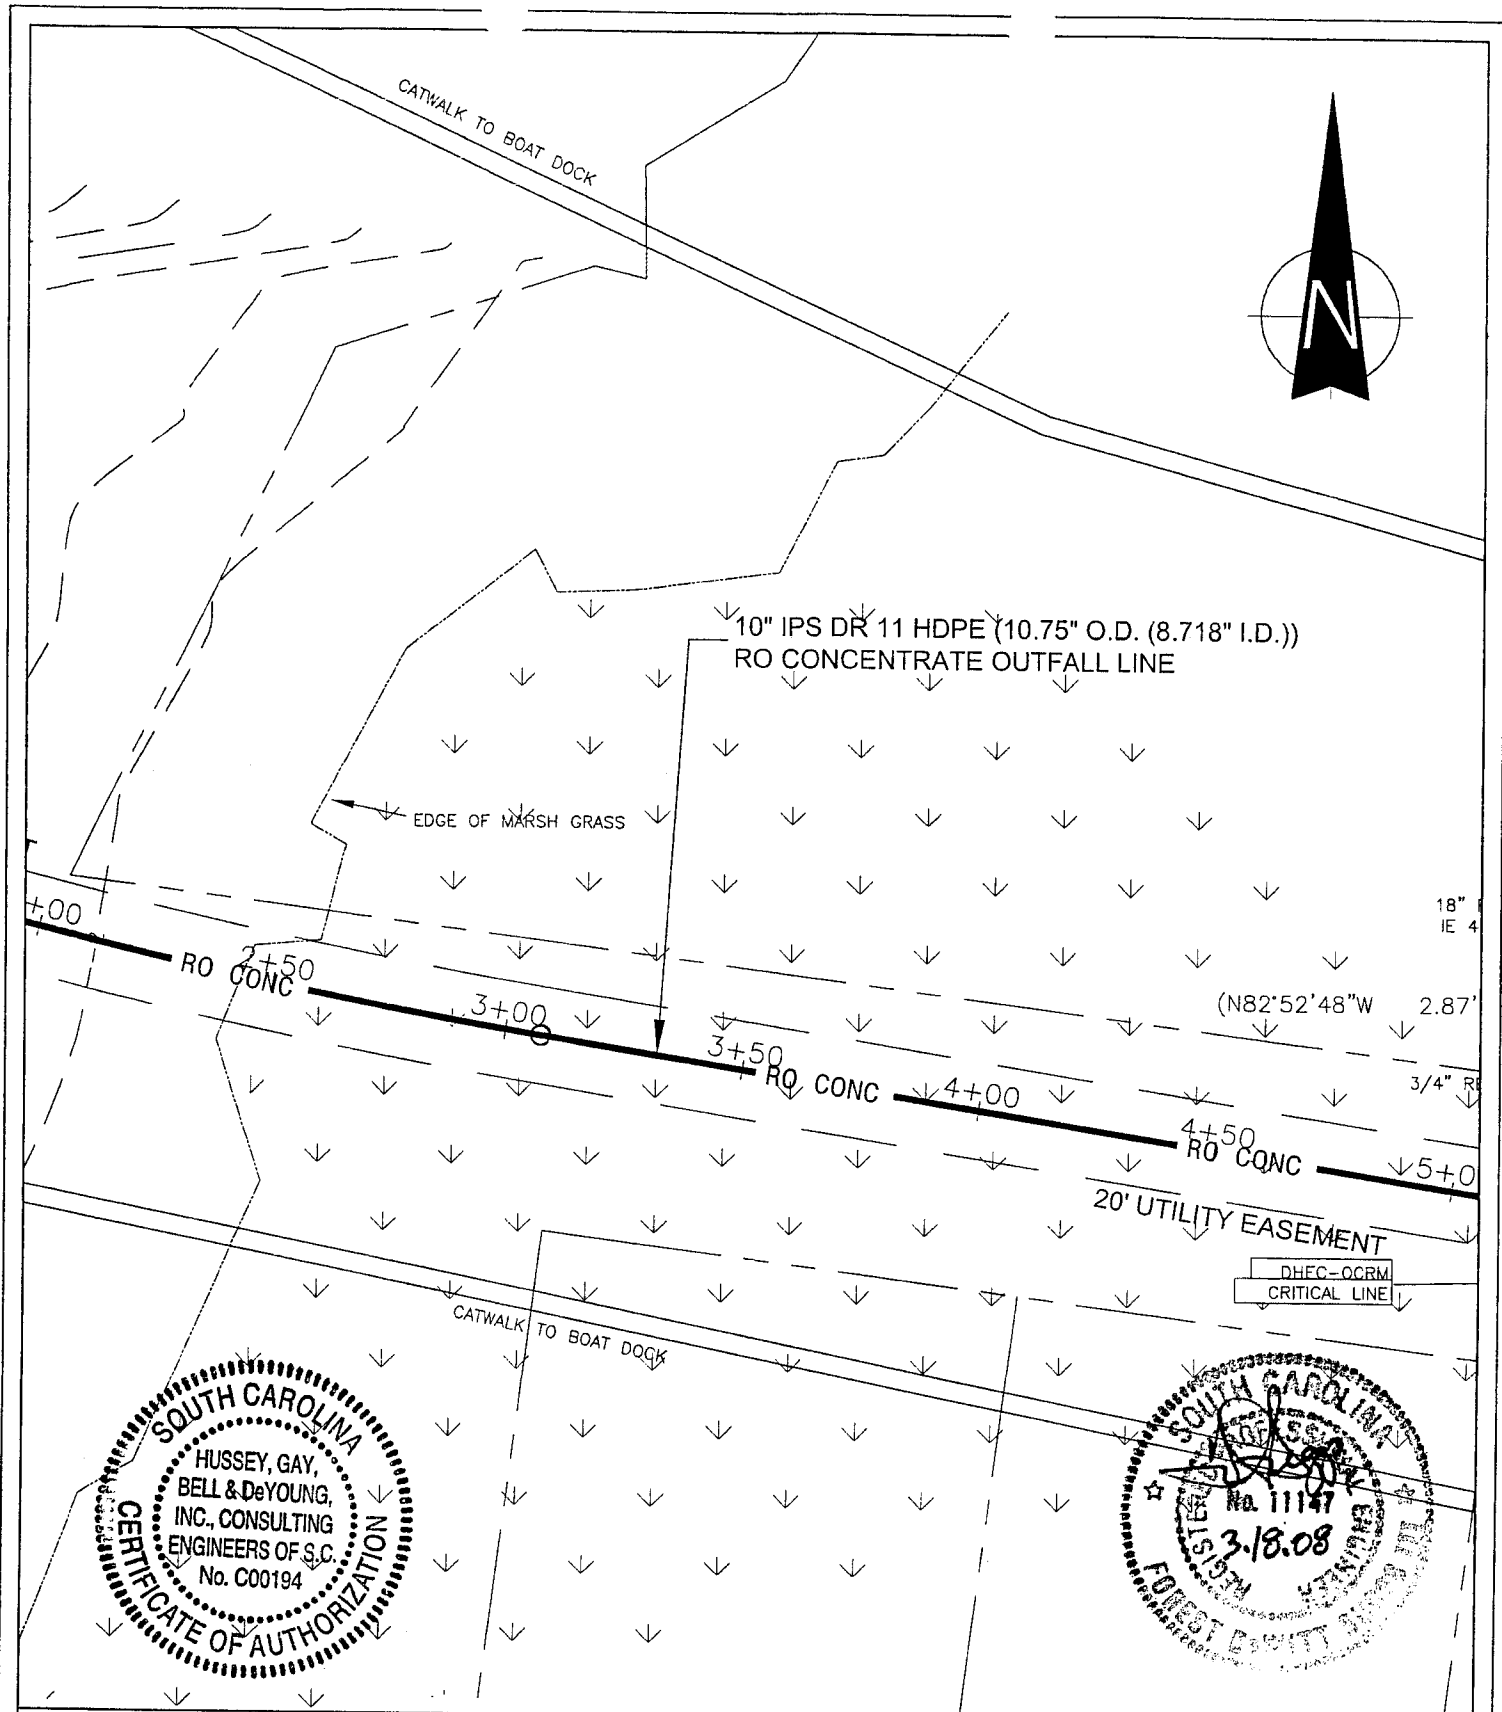 CATWALK TO BOAT DOCK
N
10" IPS DR 11 HDPE (10.75" O.D. (8.718" I.D.))
RO CONCENTRATE OUTFALL LINE
EDGE OF MARSH GRASS
+00
18"
IE 4
RO CONC
2+50
(N82°52'48"W 2.87'
3+00
3+50
RO CONC
3/4"
4+00
4+50
RO CONC
5+0
20' UTILITY EASEMENT
DHEC-OCRM
CRITICAL LINE
CATWALK TO BOAT DOCK
SOUTH CAROLINA
HUSSEY, GAY,
BELL & DeYOUNG,
INC., CONSULTING
ENGINEERS OF S.C.
No. C00194
CERTIFICATE OF AUTHORIZATION
SOUTH CAROLINA
No. 11147
3.18.08
ENGINEER
FOREST DeWITT